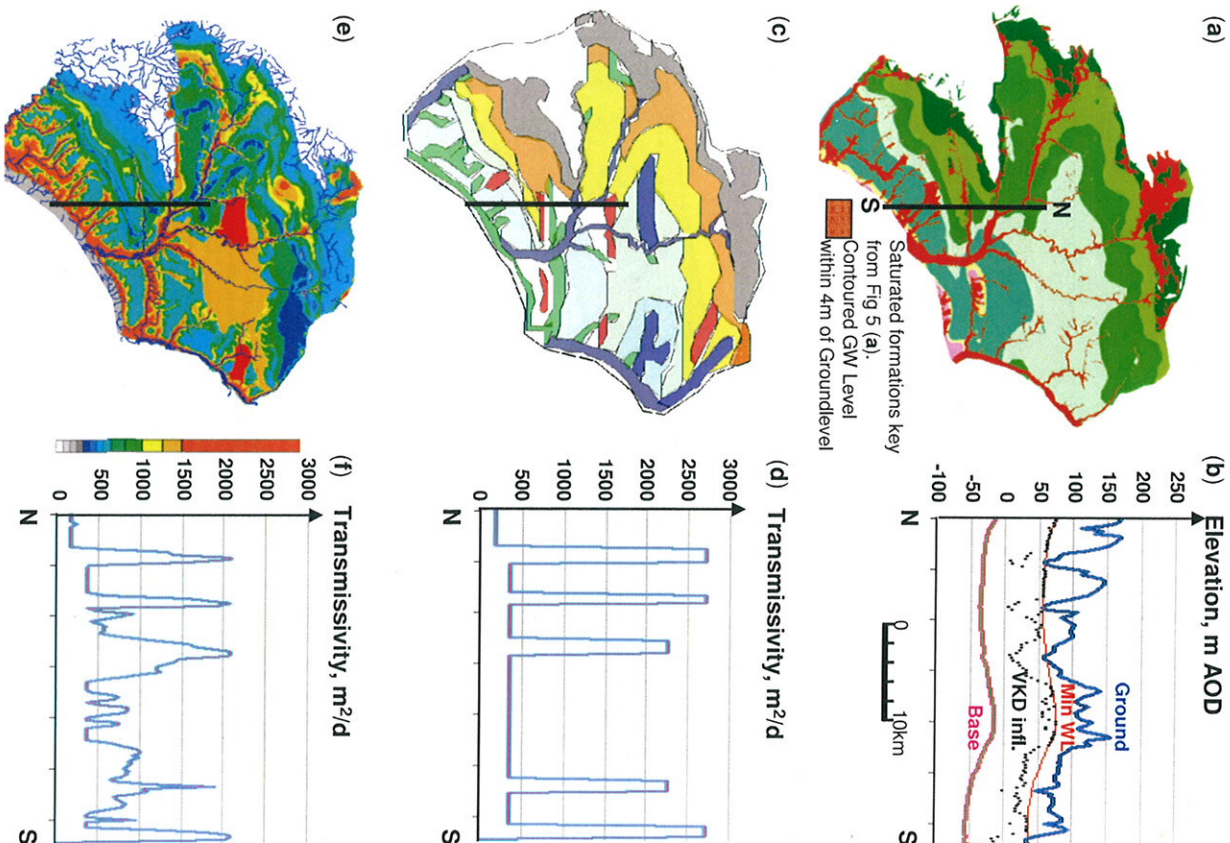 (a)
N
S
Saturated formations key
from Fig 5 (a).
Contoured GW Level
within 4m of Groundlevel
(b)
Elevation, m AOD
250
200
150
100
50
0
-50
-100
Ground
Min WL
VKD infl.
Base
N
S
0
10km
(c)
(d)
Transmissivity, m²/d
3000
2500
2000
1500
1000
500
0
N
S
(e)
3000
2500
2000
1500
1000
500
0
(f)
Transmissivity, m²/d
N
S